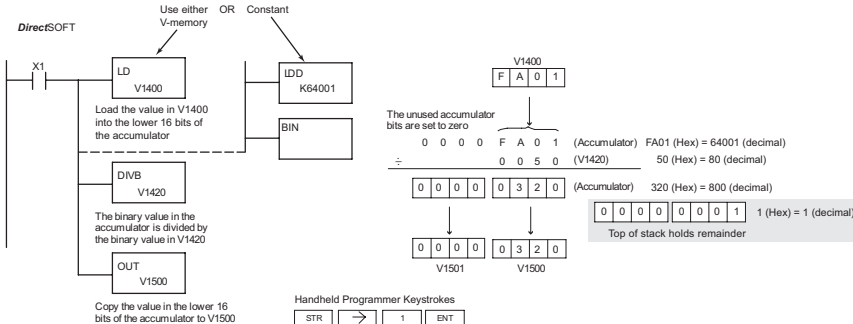 Use either OR Constant
V-memory
DirectSOFT
X1
LD
V1400
LDD
K64001
Load the value in V1400
into the lower 16 bits of
the accumulator
BIN
DIVB
V1420
The binary value in the
accumulator is divided by
the binary value in V1420
OUT
V1500
Copy the value in the lower 16
bits of the accumulator to V1500
V1400
F A 0 1
The unused accumulator
bits are set to zero
0 0 0 0 F A 0 1 (Accumulator) FA01 (Hex) = 64001 (decimal)
÷ 0 0 5 0 (V1420) 50 (Hex) = 80 (decimal)
0 0 0 0 0 3 2 0 (Accumulator) 320 (Hex) = 800 (decimal)
0 0 0 0 0 0 0 1 1 (Hex) = 1 (decimal)
Top of stack holds remainder
0 0 0 0 0 3 2 0
V1501 V1500
Handheld Programmer Keystrokes
STR → 1 ENT